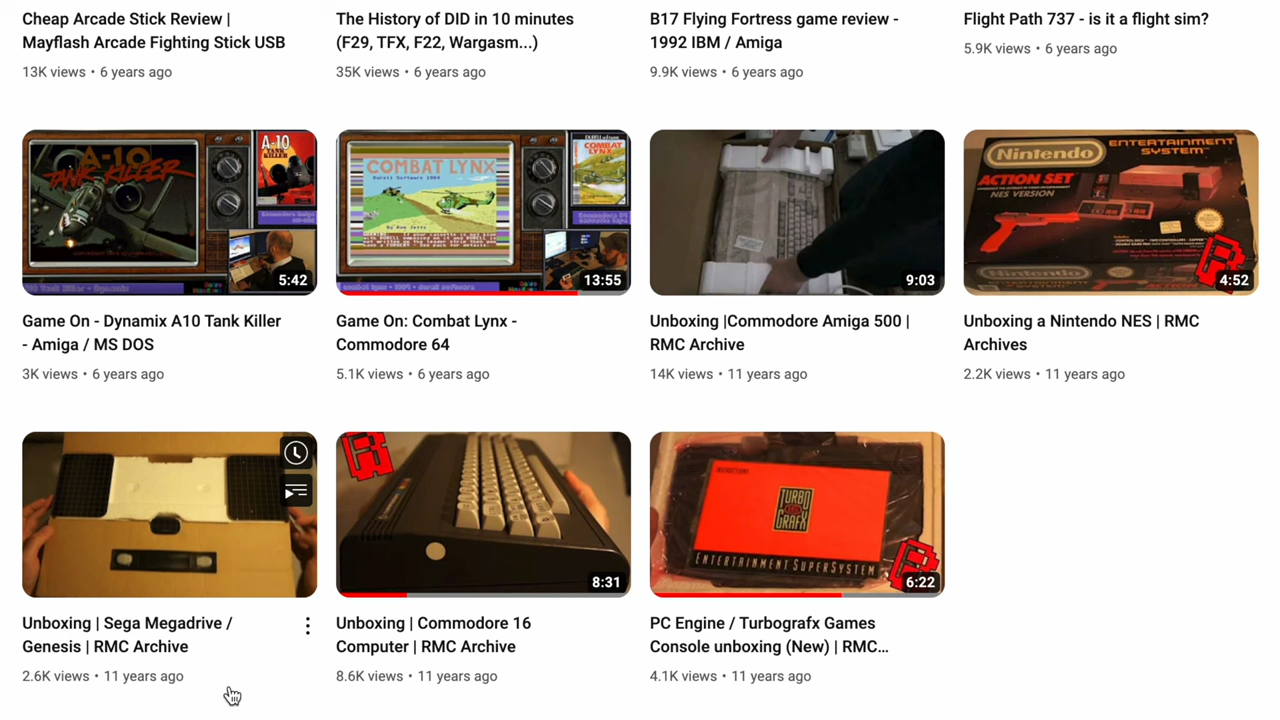 Cheap Arcade Stick Review |
Mayflash Arcade Fighting Stick USB
13K views • 6 years ago
The History of DID in 10 minutes
(F29, TFX, F22, Wargasm...)
35K views • 6 years ago
B17 Flying Fortress game review -
1992 IBM / Amiga
9.9K views • 6 years ago
Flight Path 737 - is it a flight sim?
5.9K views • 6 years ago
A-10
TANK KILLER
A-10
5:42
Game On - Dynamix A10 Tank Killer
- Amiga / MS DOS
3K views • 6 years ago
COMBAT LYNX
Durell Software 1984
COMBAT
LYNX
13:55
Game On: Combat Lynx -
Commodore 64
5.1K views • 6 years ago
9:03
Unboxing |Commodore Amiga 500 |
RMC Archive
14K views • 11 years ago
Nintendo
ENTERTAINMENT
SYSTEM™
ACTION SET
NES VERSION
4:52
Unboxing a Nintendo NES | RMC
Archives
2.2K views • 11 years ago
Unboxing | Sega Megadrive /
Genesis | RMC Archive
2.6K views • 11 years ago
8:31
Unboxing | Commodore 16
Computer | RMC Archive
8.6K views • 11 years ago
INSTRUCTIONS
TURBO
GRAFX
ENTERTAINMENT SUPERSYSTEM
6:22
PC Engine / Turbografx Games
Console unboxing (New) | RMC...
4.1K views • 11 years ago